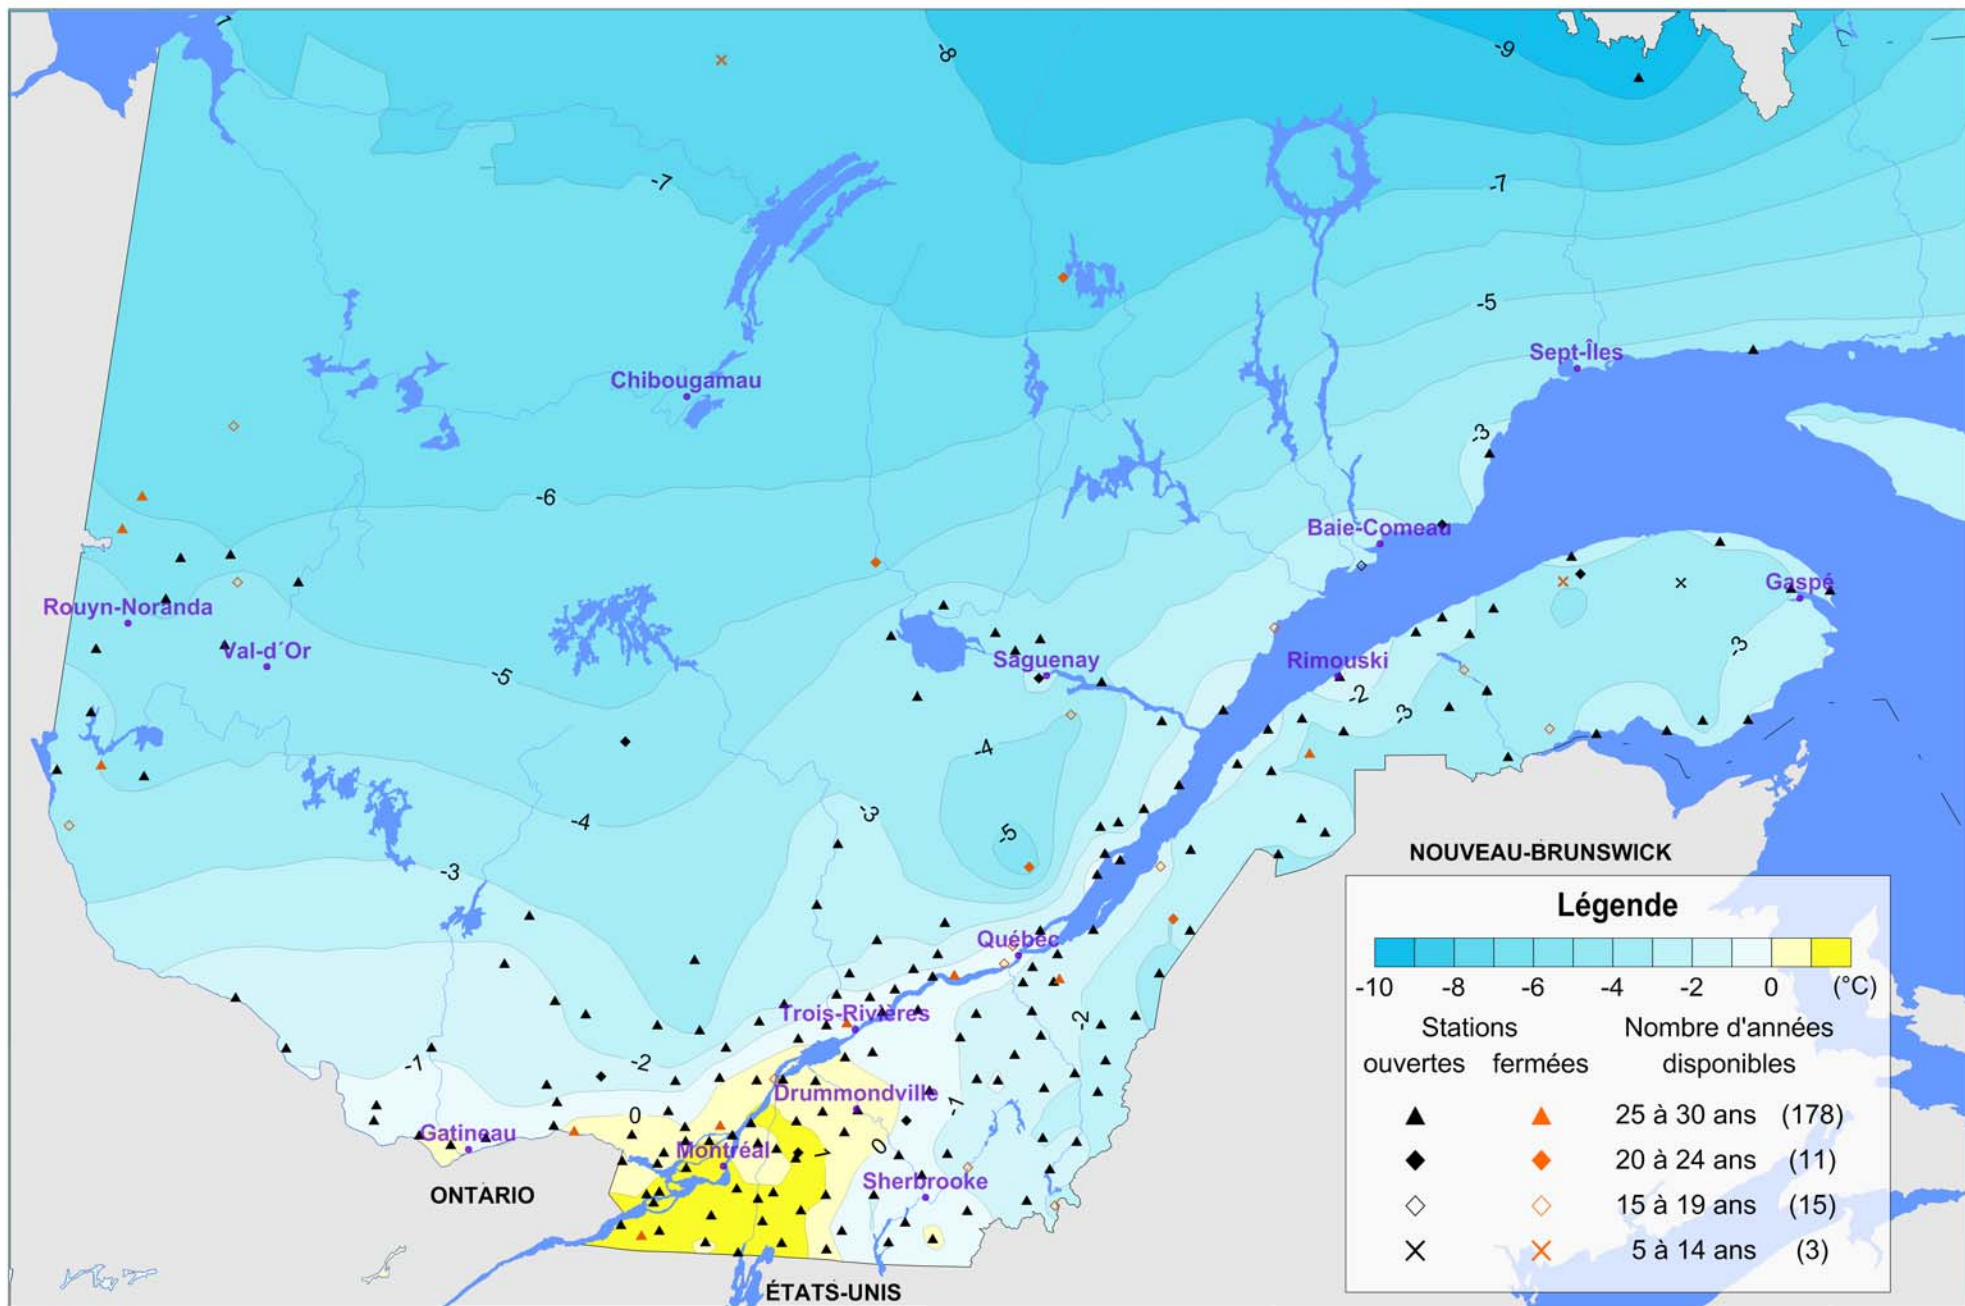 -7
-8
-9
-7
-7
-5
Sept-Îles
Chibougamau
-3
-6
Baie-Comeau
Gaspé
Rouyn-Noranda
Val-d´Or
-5
Saguenay
Rimouski
-3
-2
-3
-4
-4
-3
-5
-3
Québec
Trois-Rivières
-2
-1
-2
Drummondville
-1
0
0
1
Gatineau
Montréal
Sherbrooke
ONTARIO
ÉTATS-UNIS
NOUVEAU-BRUNSWICK
Légende
-10 -8 -6 -4 -2 0 (°C)
Stations Nombre d'années
ouvertes fermées disponibles
25 à 30 ans (178)
20 à 24 ans (11)
15 à 19 ans (15)
5 à 14 ans (3)